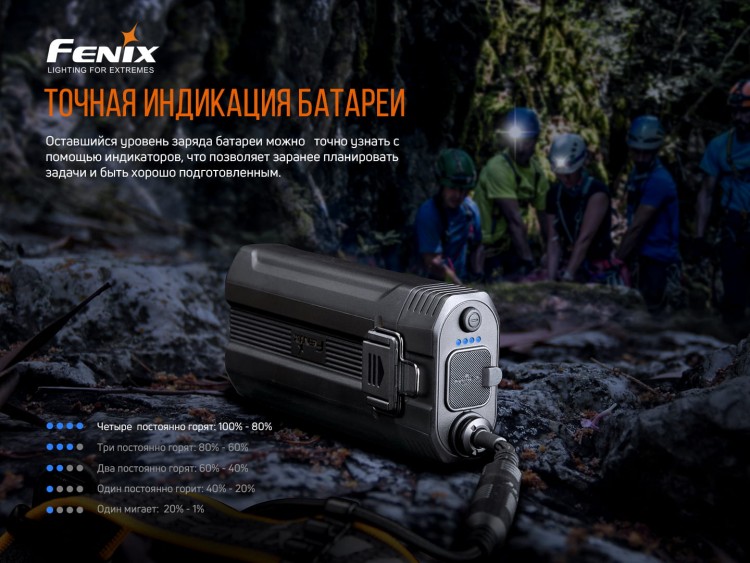 FENIX
LIGHTING FOR EXTREMES
ТОЧНАЯ ИНДИКАЦИЯ БАТАРЕИ
Оставшийся уровень заряда батареи можно точно узнать с
помощью индикаторов, что позволяет заранее планировать
задачи и быть хорошо подготовленным.
FENIX
Четыре постоянно горят: 100% - 80%
Три постоянно горят: 80% - 60%
Два постоянно горят: 60% - 40%
Один постоянно горит: 40% - 20%
Один мигает: 20% - 1%